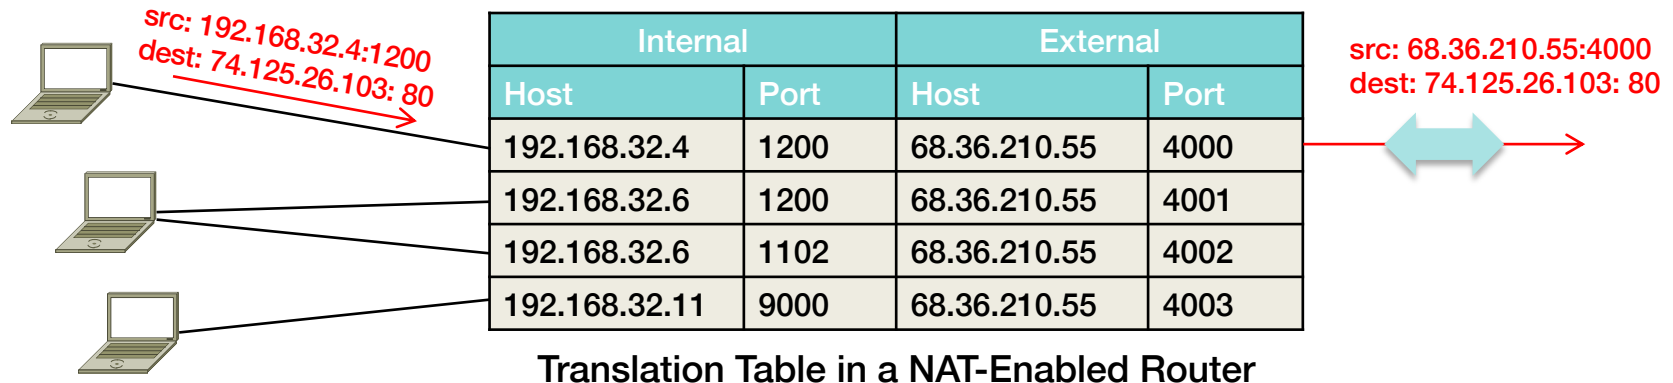 src: 192.168.32.4:1200
dest: 74.125.26.103: 80
Internal External
Host Port Host Port
192.168.32.4 1200 68.36.210.55 4000
192.168.32.6 1200 68.36.210.55 4001
192.168.32.6 1102 68.36.210.55 4002
192.168.32.11 9000 68.36.210.55 4003
src: 68.36.210.55:4000
dest: 74.125.26.103: 80
Translation Table in a NAT-Enabled Router